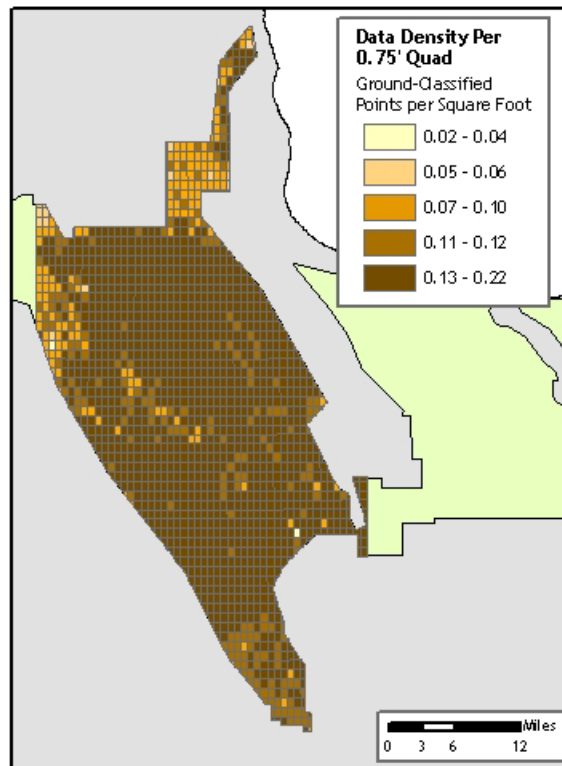 Data Density Per
0.75' Quad
Ground-Classified
Points per Square Foot
0.02 - 0.04
0.05 - 0.06
0.07 - 0.10
0.11 - 0.12
0.13 - 0.22
Miles
0 3 6 12